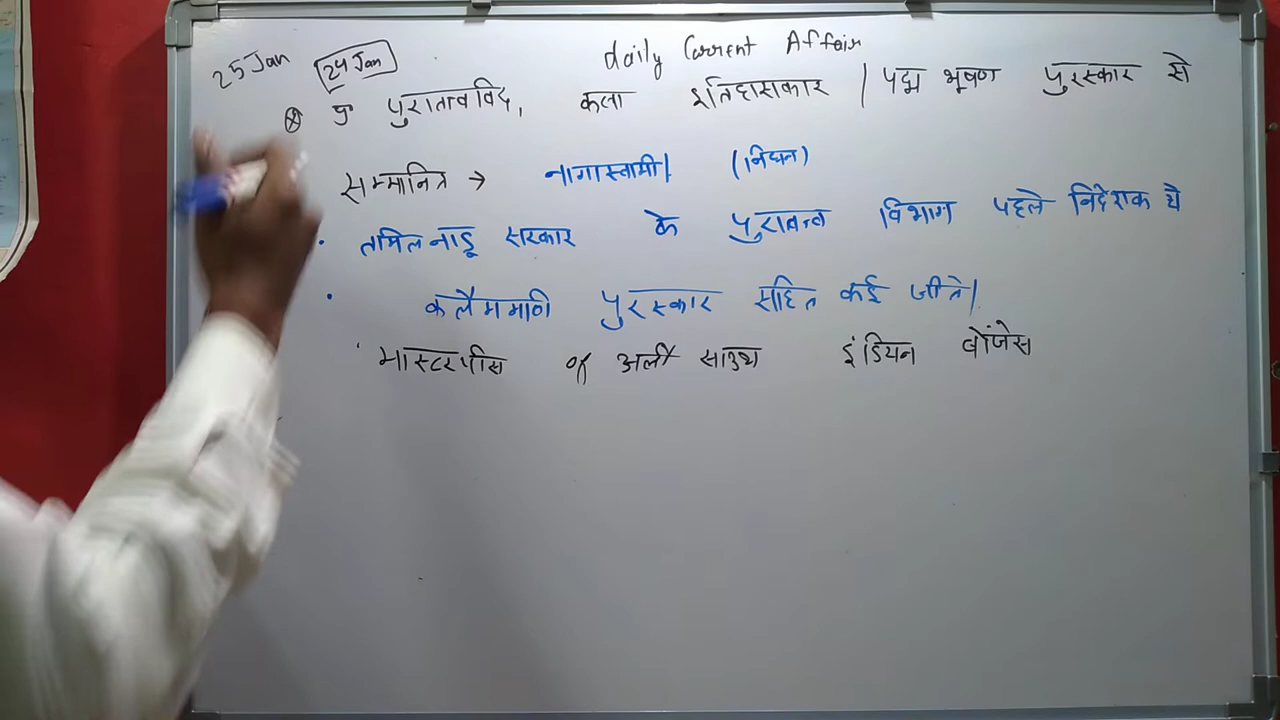 daily Current Affair
25 Jan 24 Jan
पुरातत्वविद, कला इतिहासकार / पद्म भूषण पुरस्कार से
सम्मानित → नागास्वामी। (निधन)
• तमिलनाडू सरकार के पुरातत्व विभाग पहले निदेशक थे
• कलैममाणि पुरस्कार सहित कई जीते।
मास्टरपीस of अर्ली साउथ इंडियन ब्रोंजेस